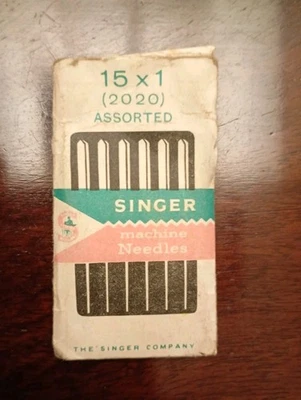 15 x 1
(2020)
ASSORTED
SINGER
machine
Needles
THE SINGER COMPANY